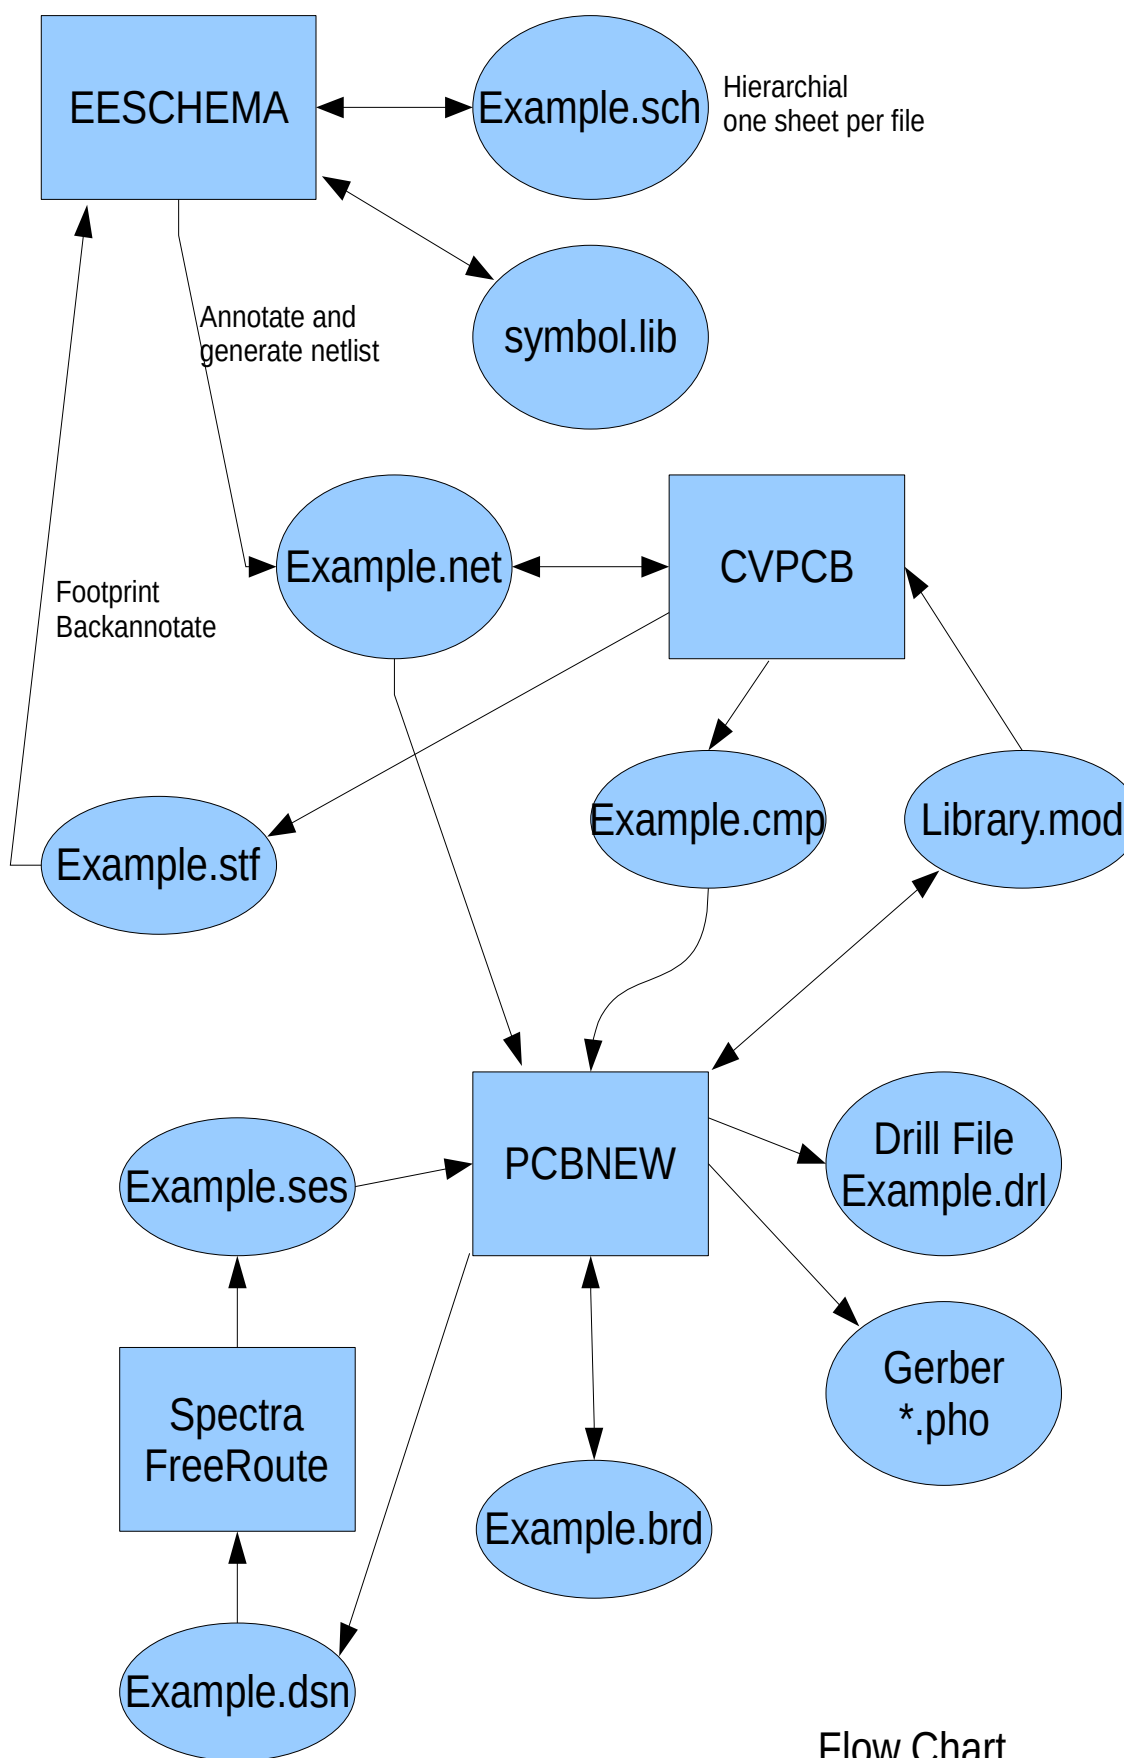 EESCHEMA
Example.sch
Hierarchial
one sheet per file
symbol.lib
Annotate and
generate netlist
Example.net
CVPCB
Footprint
Backannotate
Example.cmp
Library.mod
Example.stf
PCBNEW
Drill File
Example.drl
Example.ses
Gerber
*.pho
Spectra
FreeRoute
Example.brd
Example.dsn
Flow Chart